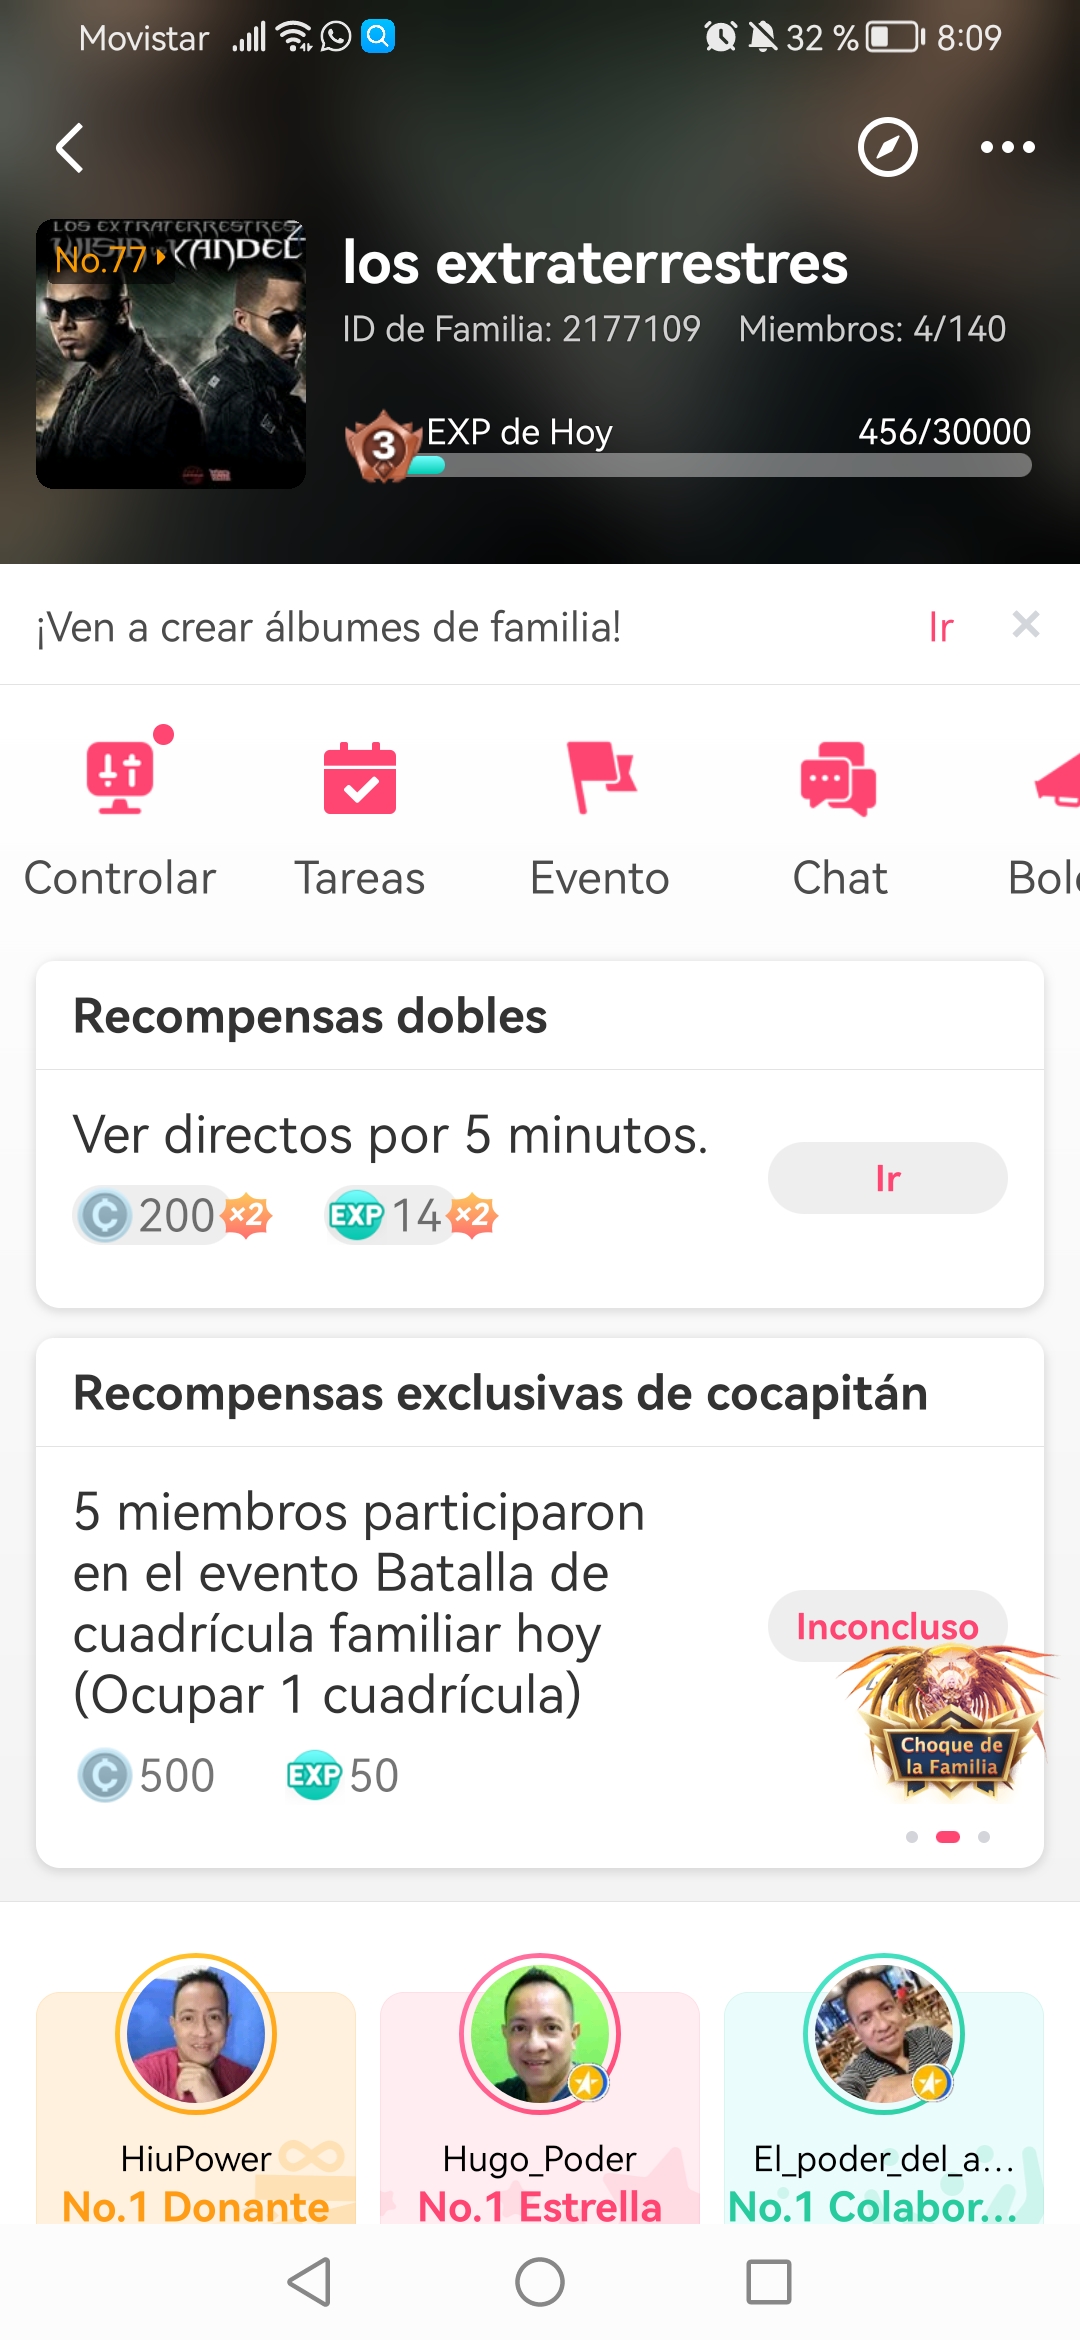 Movistar
32 %
8:09
LOS EXTRATERRESTRES
WISIN YANDEL
No.77
los extraterrestres
ID de Familia: 2177109 Miembros: 4/140
3
EXP de Hoy 456/30000
¡Ven a crear álbumes de familia! Ir
Controlar Tareas Evento Chat
Recompensas dobles
Ver directos por 5 minutos.
Ir
200 ×2 EXP 14 ×2
Recompensas exclusivas de cocapitán
5 miembros participaron
en el evento Batalla de
cuadrícula familiar hoy
(Ocupar 1 cuadrícula)
Inconcluso
500 EXP 50
Choque de
la Familia
HiuPower Hugo_Poder El_poder_del_a...
No.1 Donante No.1 Estrella No.1 Colabor...